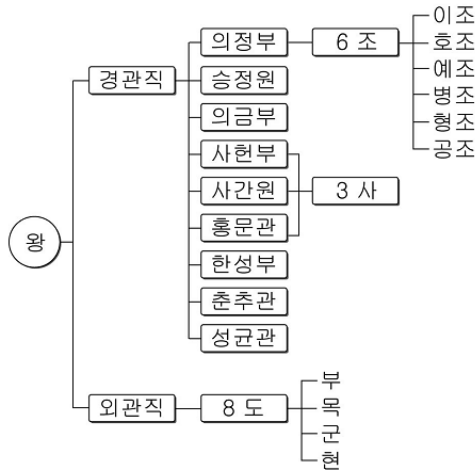 왕
경관직
의정부
6 조
이조
호조
예조
병조
형조
공조
승정원
의금부
사헌부
사간원
홍문관
3 사
한성부
춘추관
성균관
외관직
8 도
부
목
군
현